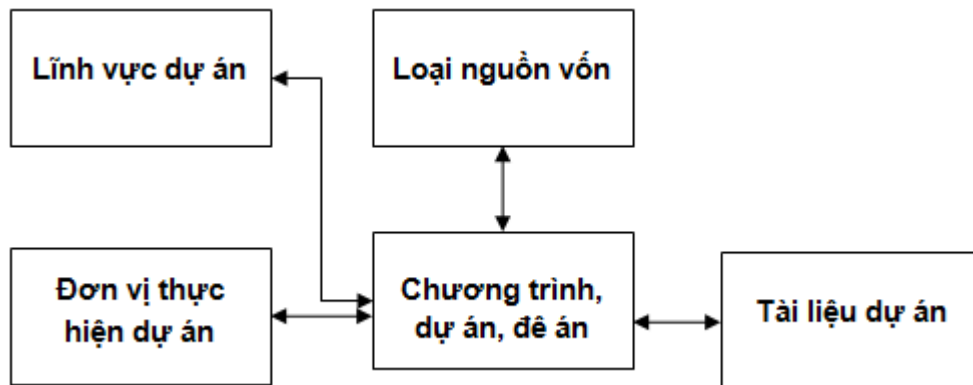 Lĩnh vực dự án
Loại nguồn vốn
Đơn vị thực
hiện dự án
Chương trình,
dự án, đê án
Tài liệu dự án